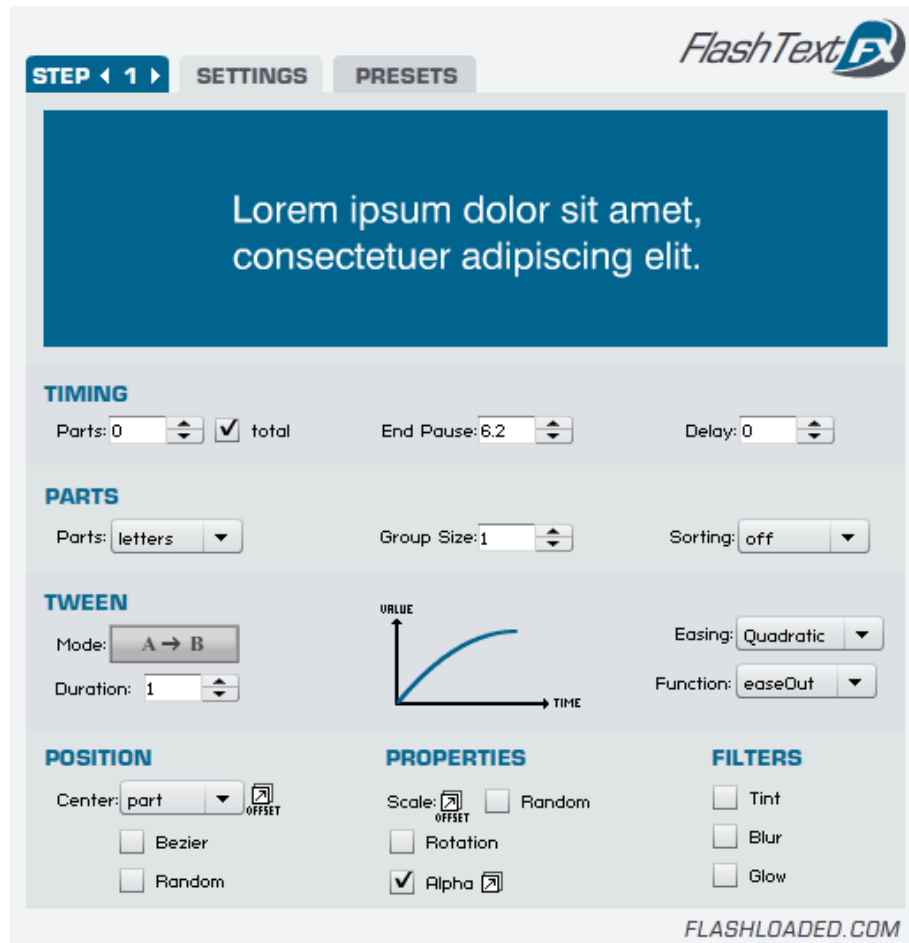 FlashText FX
STEP 1 SETTINGS PRESETS
Lorem ipsum dolor sit amet,
consectetuer adipiscing elit.
TIMING
Parts: 0 total End Pause: 6.2 Delay: 0
PARTS
Parts: letters Group Size: 1 Sorting: off
TWEEN
VALUE
Mode: A → B Easing: Quadratic
Duration: 1 Function: easeOut
TIME
POSITION PROPERTIES FILTERS
Center: part OFFSET Scale: OFFSET Random Tint
Bezier Rotation Blur
Random Alpha Glow
FLASHLOADED.COM